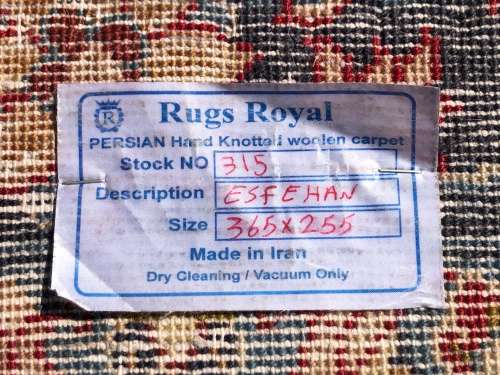 R
Rugs Royal
PERSIAN Hand Knotted woolen carpet
Stock NO 315
Description ESFEHAN
Size 365x255
Made in Iran
Dry Cleaning / Vacuum Only